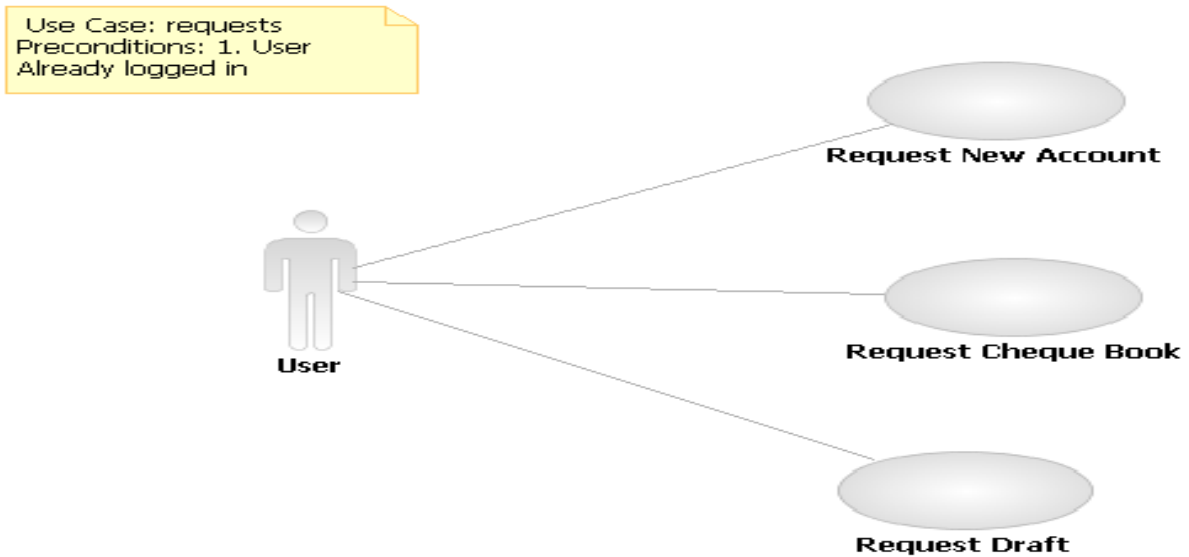 Use Case: requests
Preconditions: 1. User
Already logged in
Request New Account
User
Request Cheque Book
Request Draft